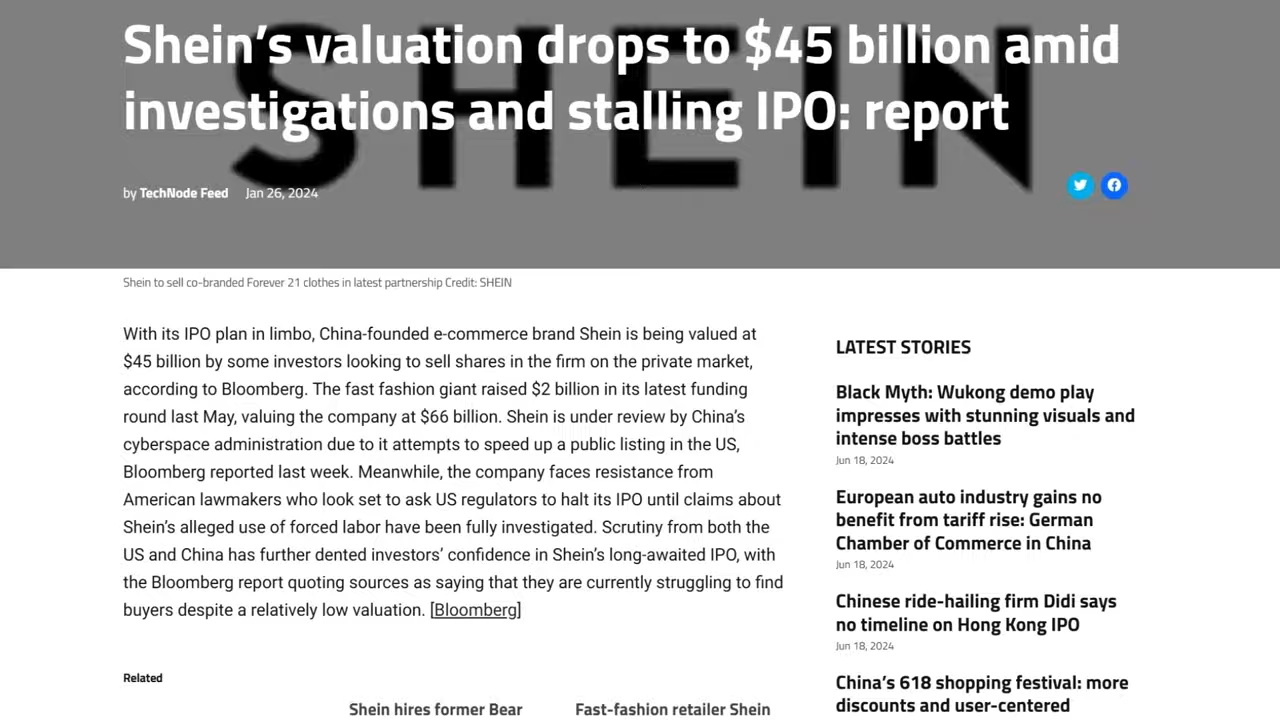 SHEIN
Shein’s valuation drops to $45 billion amid
investigations and stalling IPO: report
by TechNode Feed Jan 26, 2024
Shein to sell co-branded Forever 21 clothes in latest partnership Credit: SHEIN
With its IPO plan in limbo, China-founded e-commerce brand Shein is being valued at
$45 billion by some investors looking to sell shares in the firm on the private market,
according to Bloomberg. The fast fashion giant raised $2 billion in its latest funding
round last May, valuing the company at $66 billion. Shein is under review by China’s
cyberspace administration due to it attempts to speed up a public listing in the US,
Bloomberg reported last week. Meanwhile, the company faces resistance from
American lawmakers who look set to ask US regulators to halt its IPO until claims about
Shein’s alleged use of forced labor have been fully investigated. Scrutiny from both the
US and China has further dented investors’ confidence in Shein’s long-awaited IPO, with
the Bloomberg report quoting sources as saying that they are currently struggling to find
buyers despite a relatively low valuation. [Bloomberg]
Related
Shein hires former Bear
Fast-fashion retailer Shein
LATEST STORIES
Black Myth: Wukong demo play
impresses with stunning visuals and
intense boss battles
Jun 18, 2024
European auto industry gains no
benefit from tariff rise: German
Chamber of Commerce in China
Jun 18, 2024
Chinese ride-hailing firm Didi says
no timeline on Hong Kong IPO
Jun 18, 2024
China’s 618 shopping festival: more
discounts and user-centered